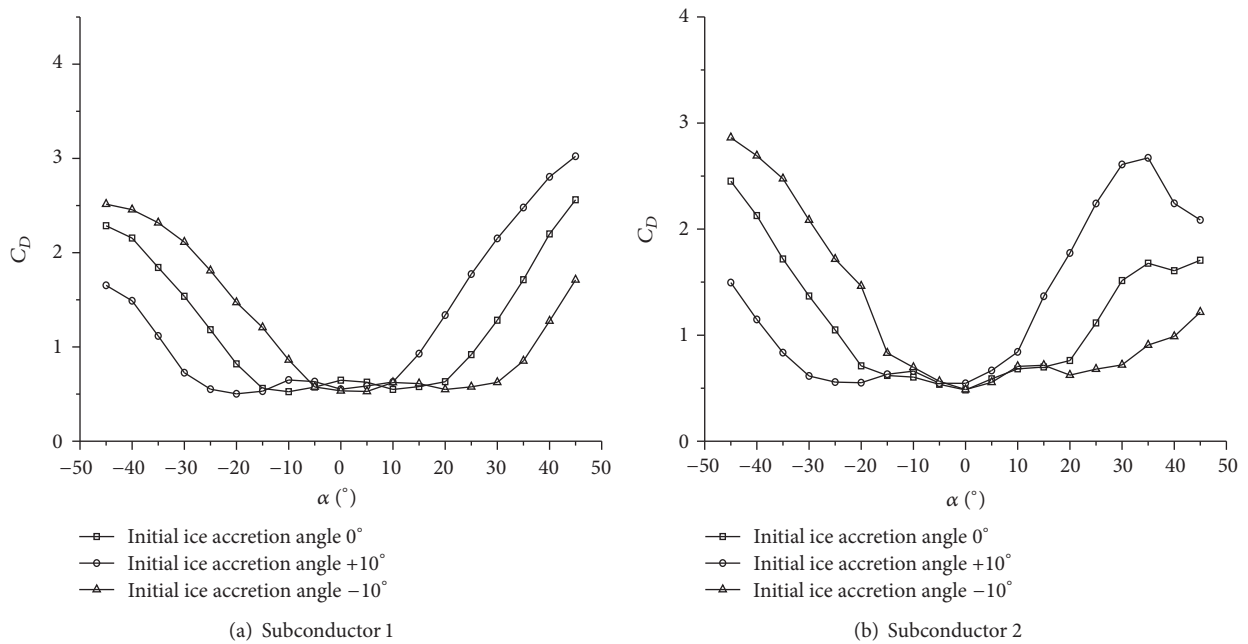 4
3
2
1
0
C_D
−50 −40 −30 −20 −10 0 10 20 30 40 50
α (°)
Initial ice accretion angle 0°
Initial ice accretion angle +10°
Initial ice accretion angle −10°
(a) Subconductor 1
4
3
2
1
0
C_D
−50 −40 −30 −20 −10 0 10 20 30 40 50
α (°)
Initial ice accretion angle 0°
Initial ice accretion angle +10°
Initial ice accretion angle −10°
(b) Subconductor 2